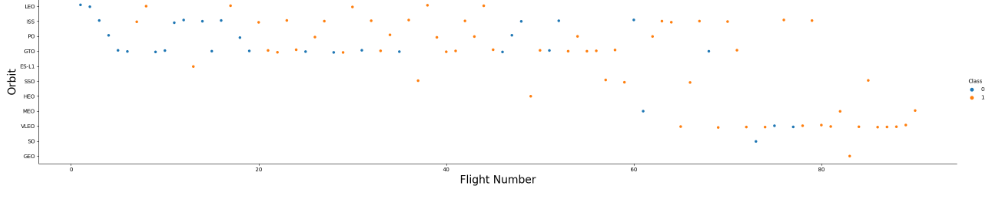 LEO
ISS
PO
GTO
ES-L1
SSO
HEO
MEO
VLEO
SO
GEO
Orbit
0 20 40 60 80
Flight Number
Class
0
1